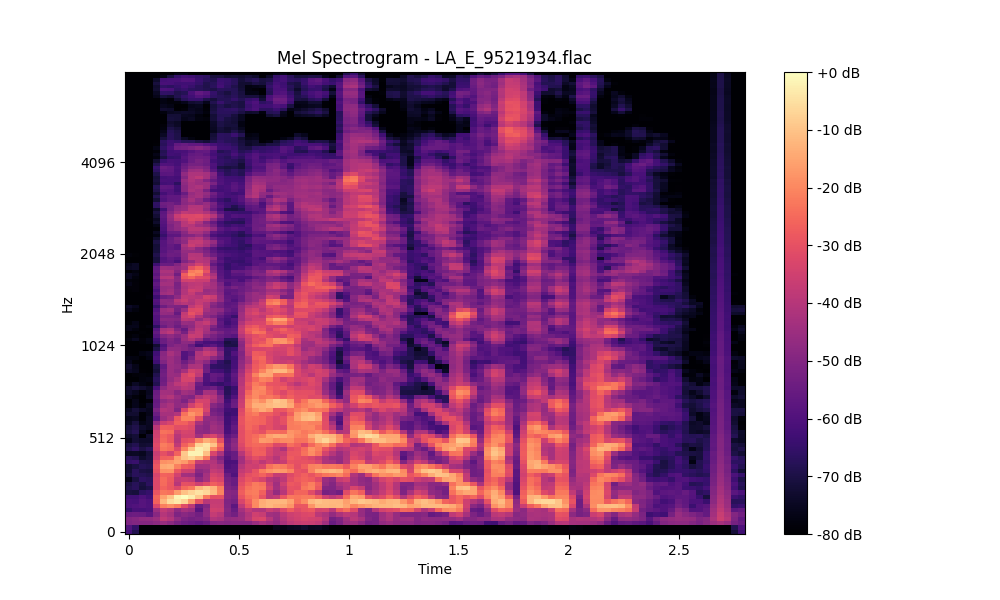 Mel Spectrogram - LA_E_9521934.flac
Hz
4096
2048
1024
512
0
0
0.5
1
1.5
2
2.5
Time
+0 dB
-10 dB
-20 dB
-30 dB
-40 dB
-50 dB
-60 dB
-70 dB
-80 dB